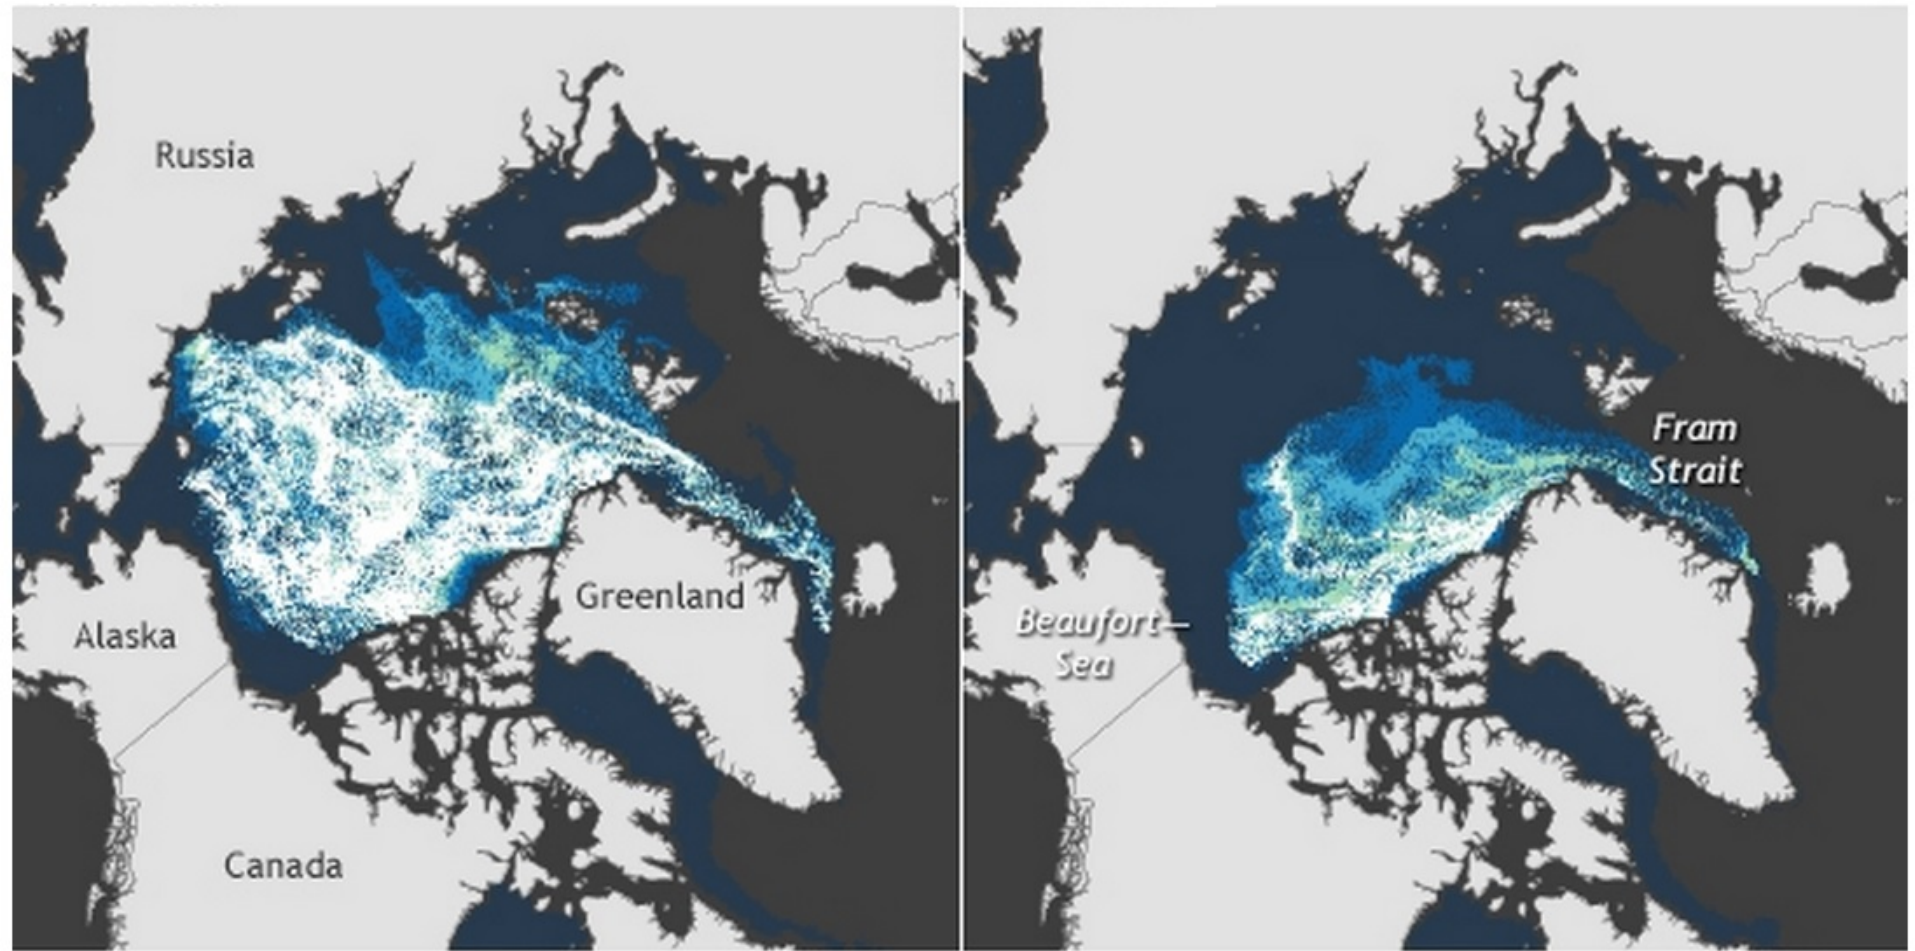 Russia
Greenland
Alaska
Canada
Fram
Strait
Beaufort
Sea